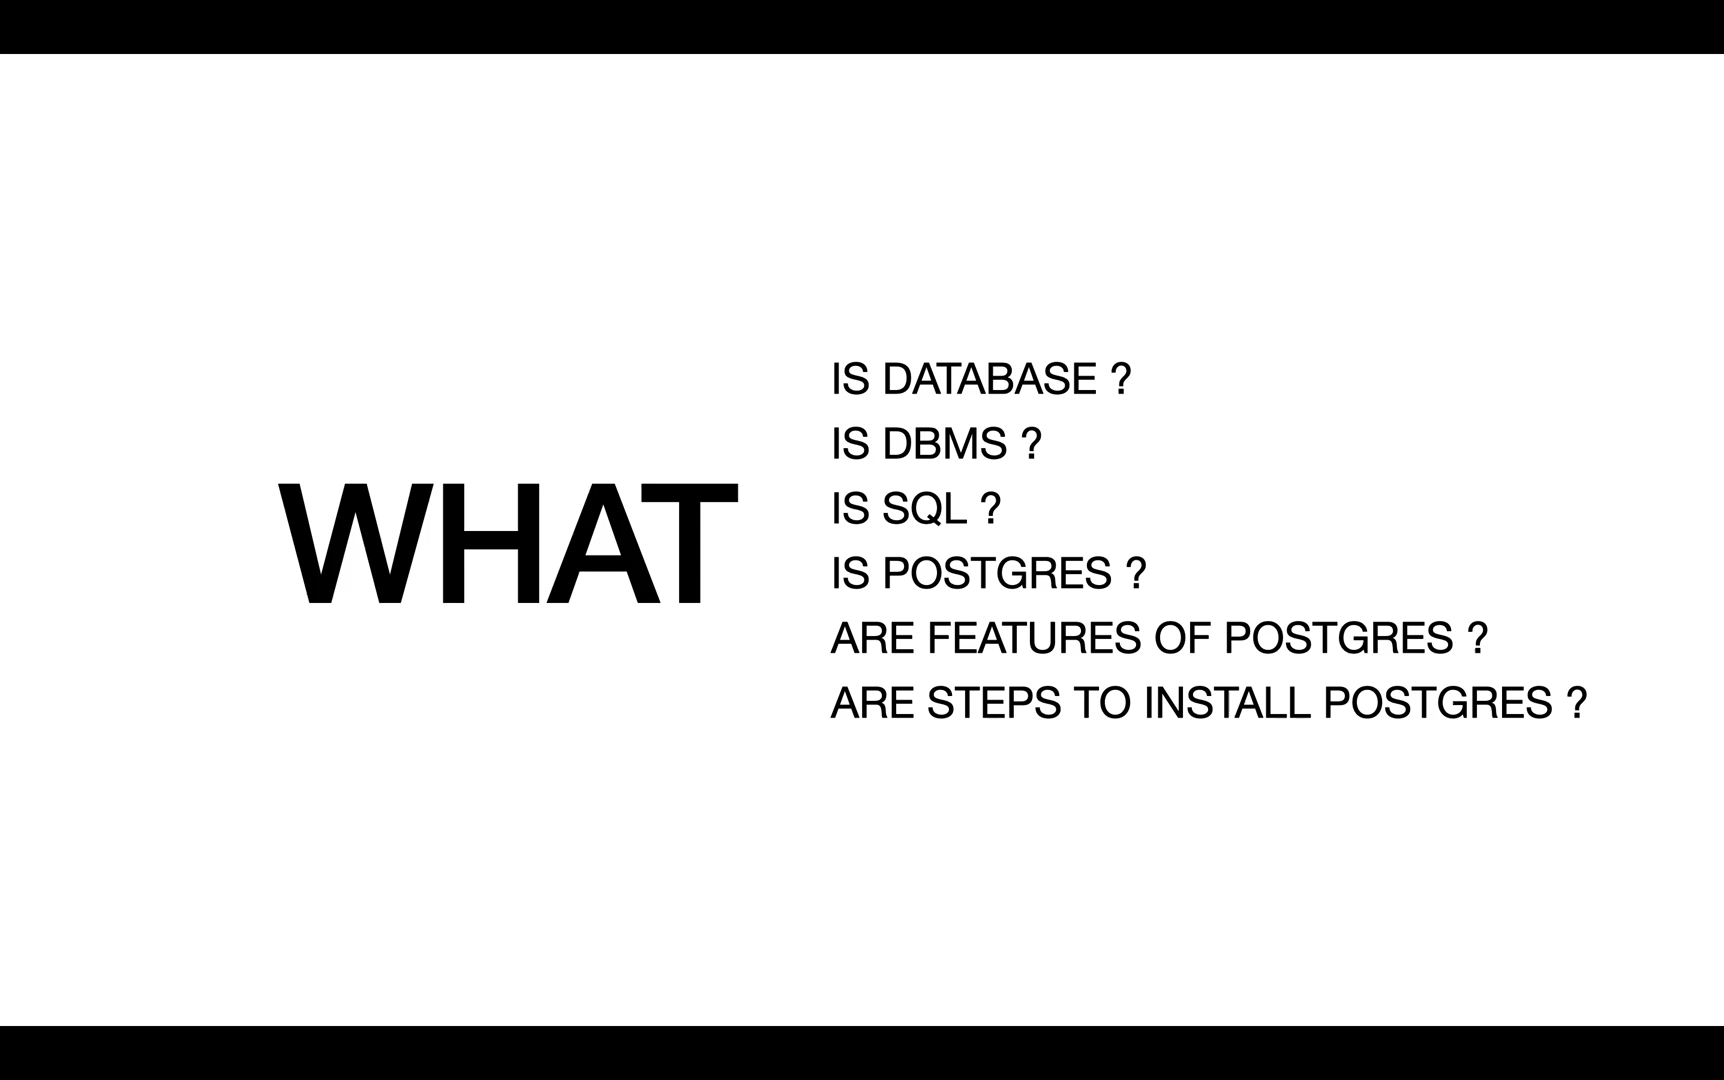 WHAT
IS DATABASE ?
IS DBMS ?
IS SQL ?
IS POSTGRES ?
ARE FEATURES OF POSTGRES ?
ARE STEPS TO INSTALL POSTGRES ?